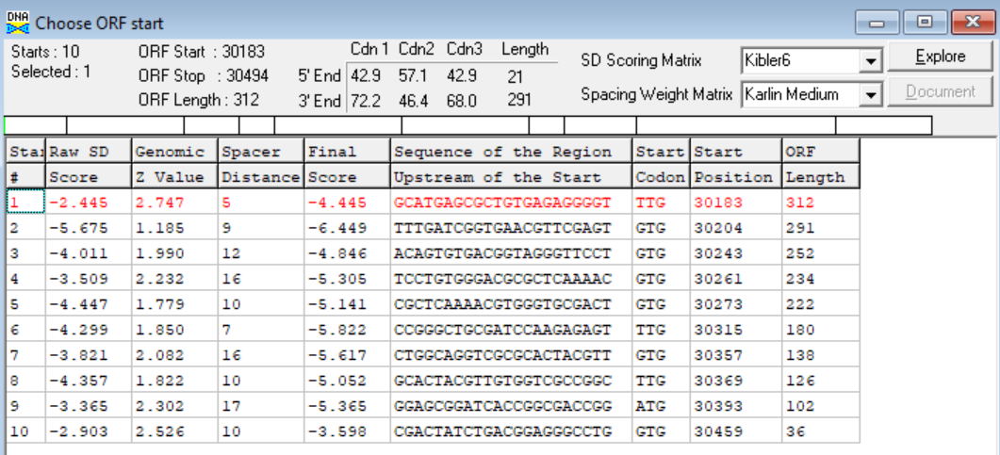 DNA Choose ORF start
Starts : 10 ORF Start : 30183 Cdn 1 Cdn2 Cdn3 Length SD Scoring Matrix Kibler6 Explore
Selected : 1 ORF Stop : 30494 5' End 42.9 57.1 42.9 21 Spacing Weight Matrix Karlin Medium Document
ORF Length : 312 3' End 72.2 46.4 68.0 291
Star Raw SD Genomic Spacer Final Sequence of the Region Start Start ORF
# Score Z Value Distance Score Upstream of the Start Codon Position Length
1 -2.445 2.747 5 -4.445 GCATGAGCGCTGTGAGAGGGGT TTG 30183 312
2 -5.675 1.185 9 -6.449 TTTGATCGGTGAACGTTCGAGT GTG 30204 291
3 -4.011 1.990 12 -4.846 ACAGTGTGACGGTAGGGTTCCT GTG 30243 252
4 -3.509 2.232 16 -5.305 TCCTGTGGGACGCGCTCAAAAC GTG 30261 234
5 -4.447 1.779 10 -5.141 CGCTCAAAACGTGGGTGCGACT GTG 30273 222
6 -4.299 1.850 7 -5.822 CCGGGCTGCGATCCAAGAGAGT TTG 30315 180
7 -3.821 2.082 16 -5.617 CTGGCAGGTCGCGCACTACGTT GTG 30357 138
8 -4.357 1.822 10 -5.052 GCACTACGTTGTGGTCGCCGGC TTG 30369 126
9 -3.365 2.302 17 -5.365 GGAGCGGATCACCGGCGACCGG ATG 30393 102
10 -2.903 2.526 10 -3.598 CGACTATCTGACGGAGGGCCTG GTG 30459 36